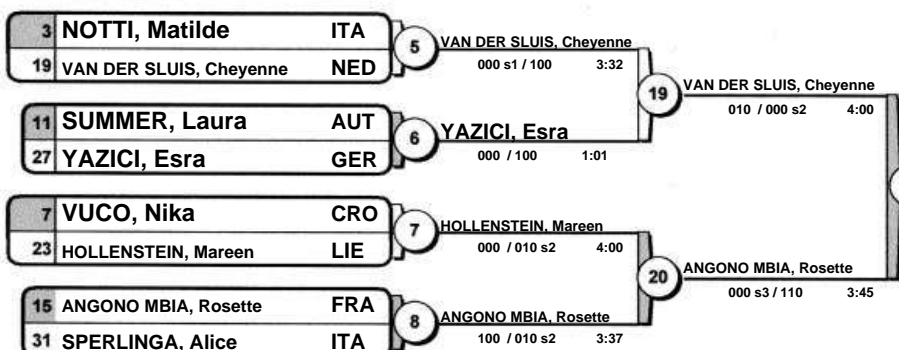 3 NOTTI, Matilde ITA
19 VAN DER SLUIS, Cheyenne NED
5
VAN DER SLUIS, Cheyenne
000 s1 / 100 3:32
11 SUMMER, Laura AUT
27 YAZICI, Esra GER
6
YAZICI, Esra
000 / 100 1:01
19
VAN DER SLUIS, Cheyenne
010 / 000 s2 4:00
7 VUCO, Nika CRO
23 HOLLENSTEIN, Mareen LIE
7
HOLLENSTEIN, Mareen
000 / 010 s2 4:00
15 ANGONO MBIA, Rosette FRA
31 SPERLINGA, Alice ITA
8
ANGONO MBIA, Rosette
100 / 010 s2 3:37
20
ANGONO MBIA, Rosette
000 s3 / 110 3:45